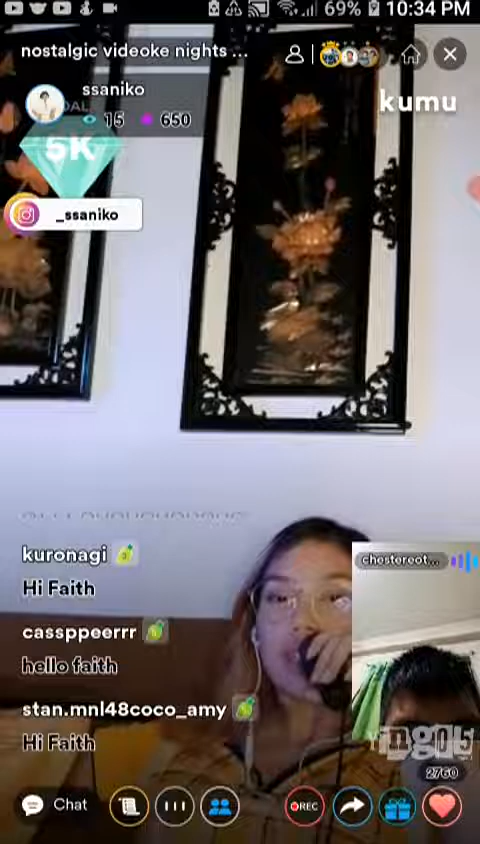 69% 10:34 PM
nostalgic videoke nights ...
ssaniko
15 650
kumu
5K
_ssaniko
kuronagi
Hi Faith
chestereot...
cassppeerrr
hello faith
stan.mnl48coco_amy
Hi Faith
2760
Chat
REC